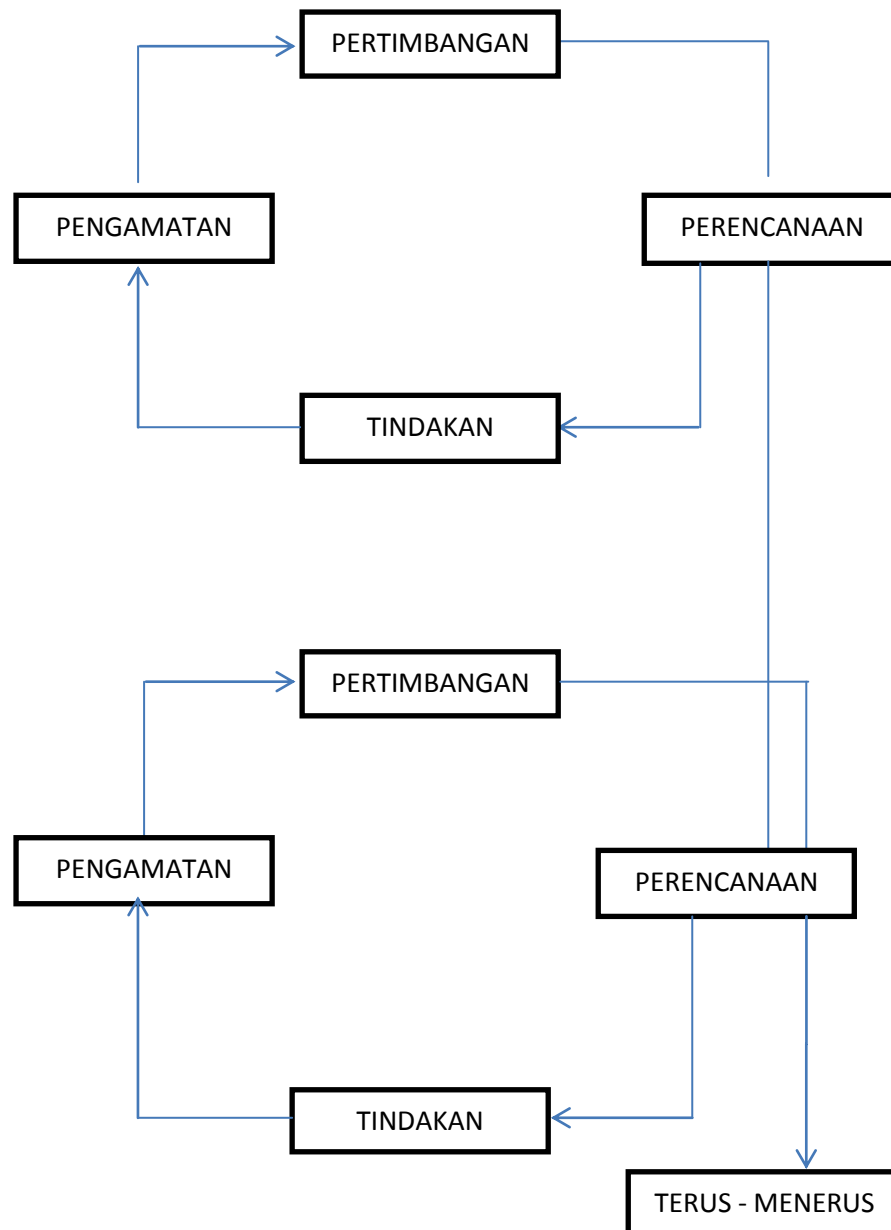 PERTIMBANGAN
PENGAMATAN
PERENCANAAN
TINDAKAN
PERTIMBANGAN
PENGAMATAN
PERENCANAAN
TINDAKAN
TERUS - MENERUS